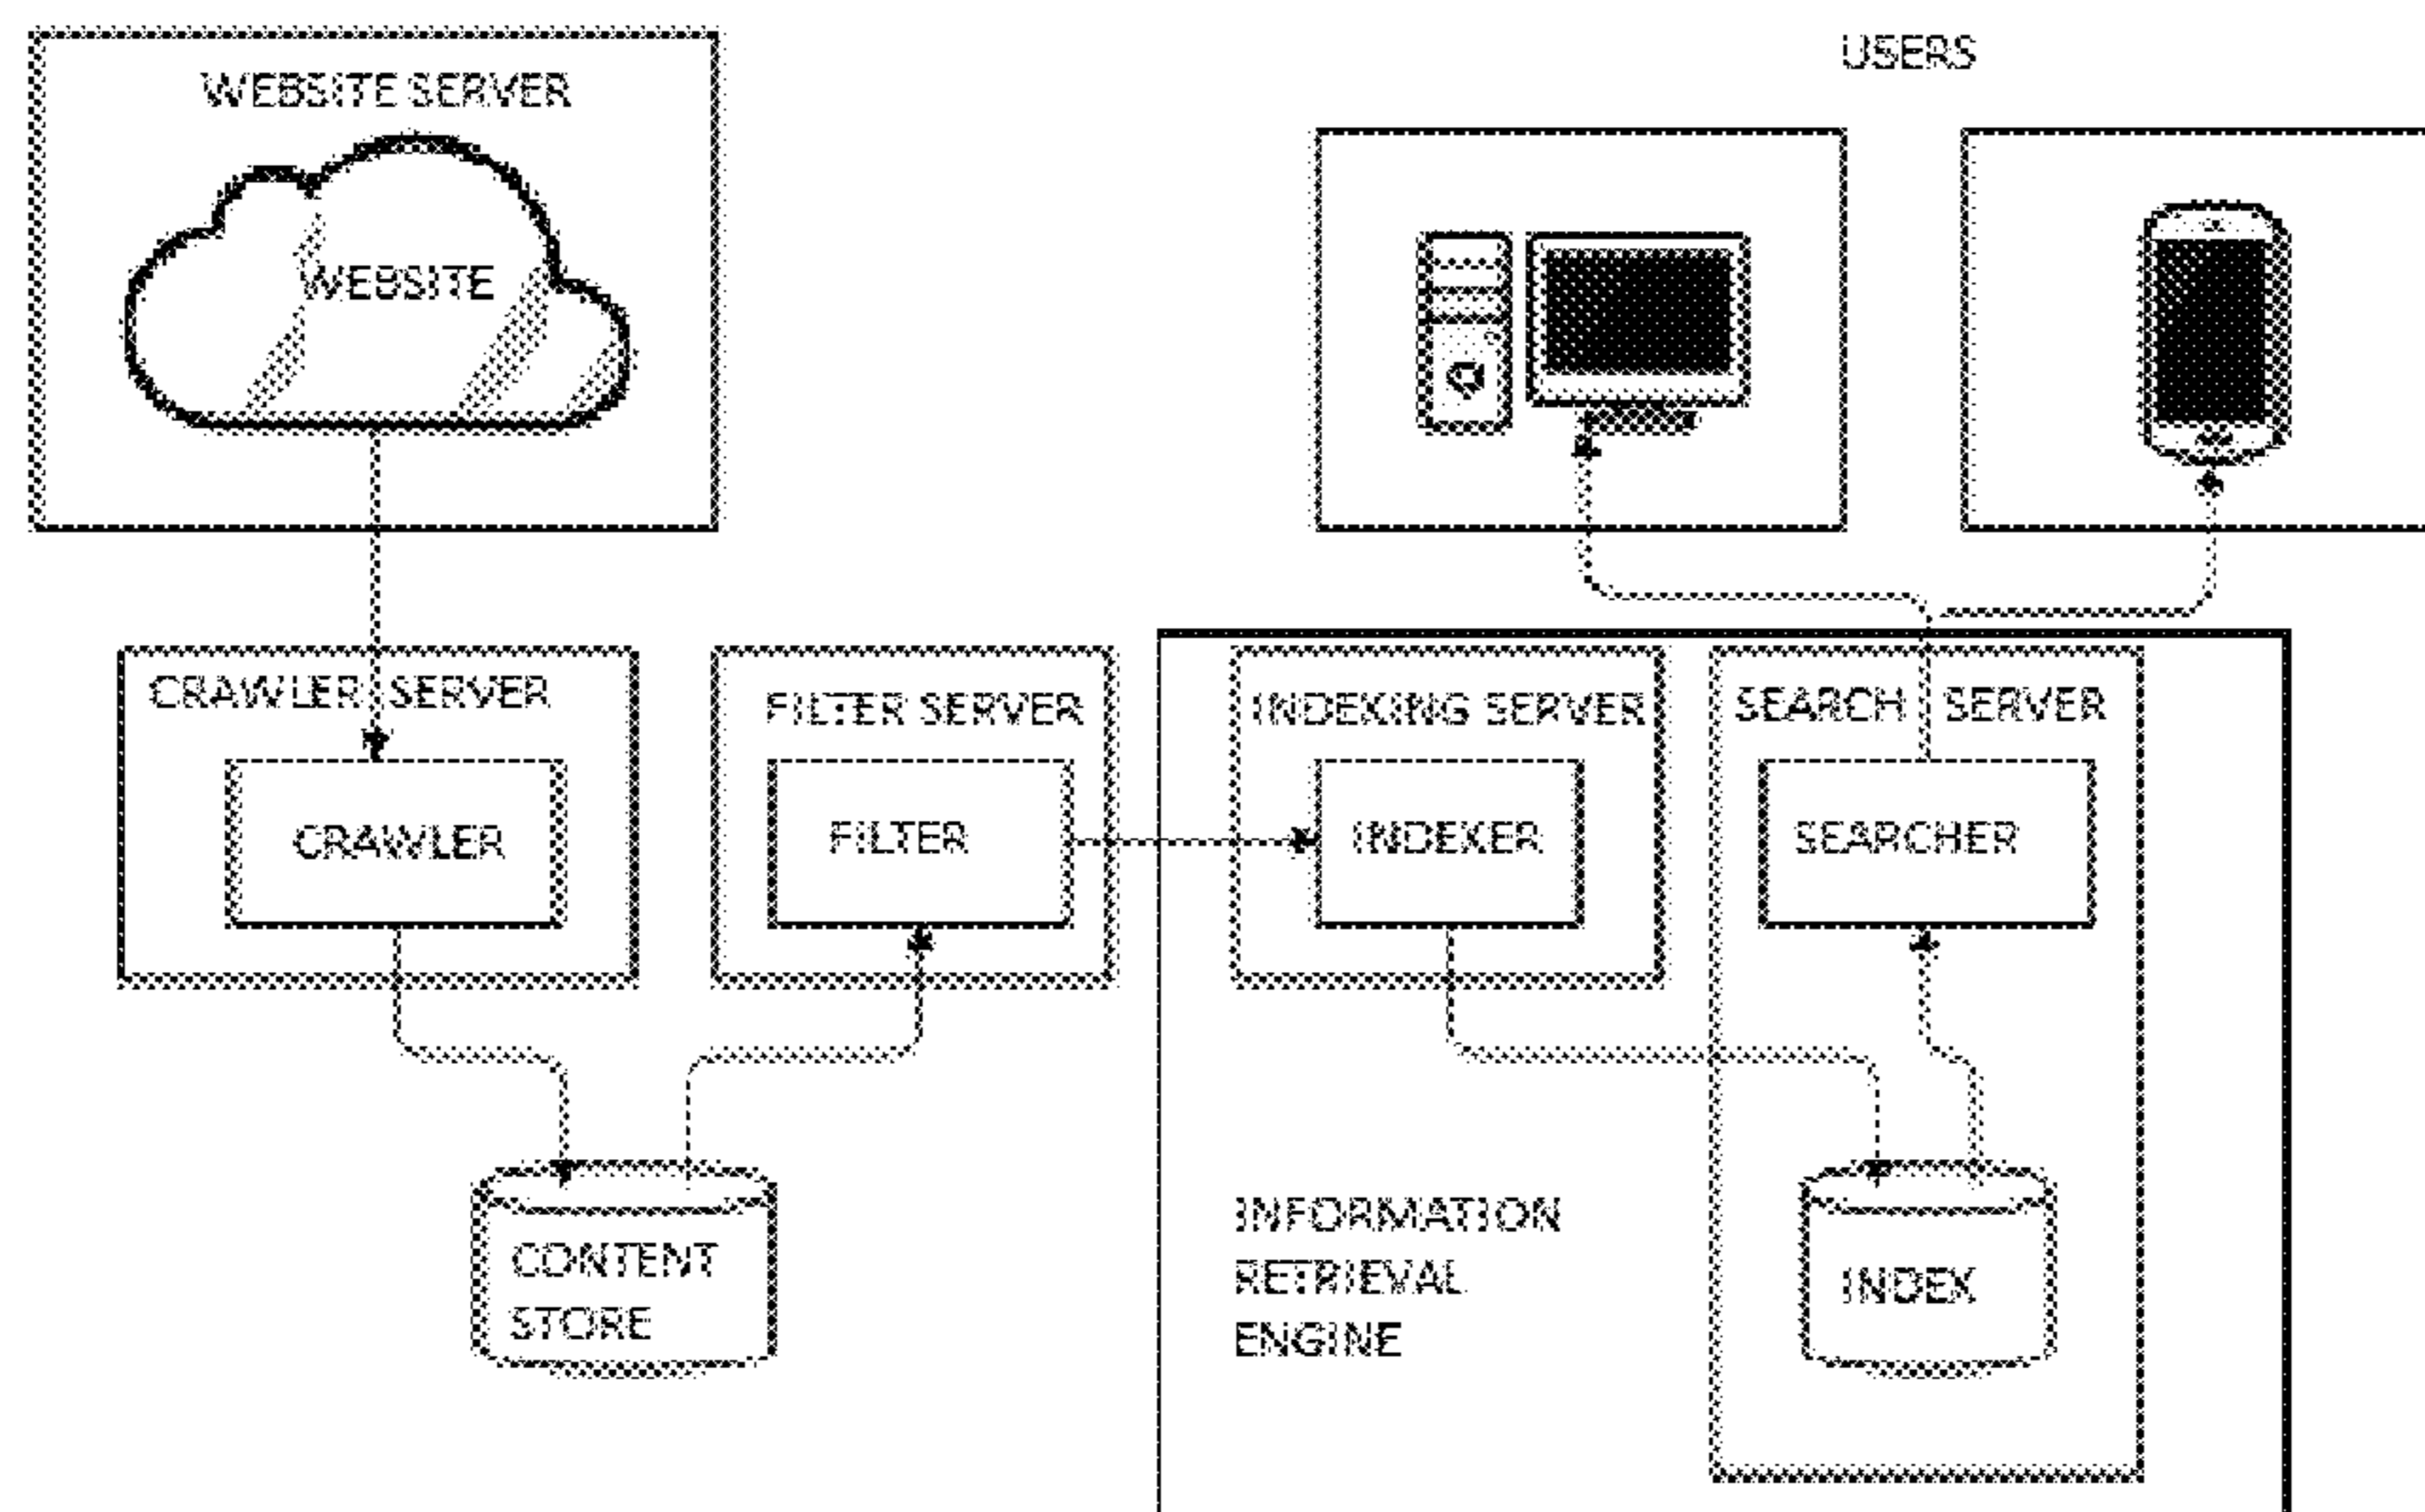 WEBSITE SERVER
USERS
WEBSITE
CRAWLER SERVER
FILTER SERVER
INDEXING SERVER
SEARCH SERVER
CRAWLER
FILTER
INDEXER
SEARCHER
CONTENT
STORE
INFORMATION
RETRIEVAL
ENGINE
INDEX